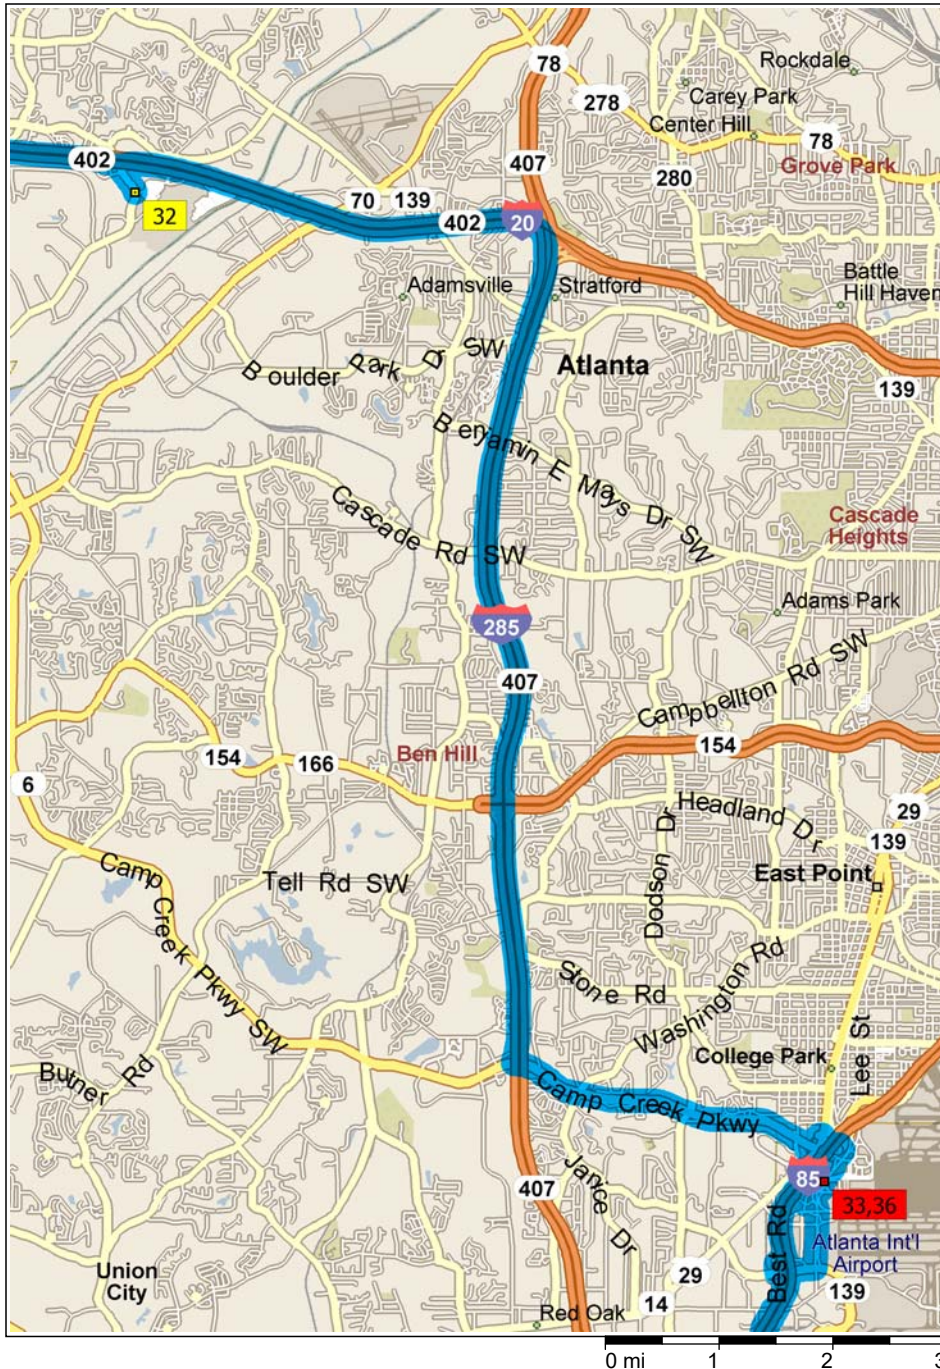 78
Rockdale
278
Carey Park
Center Hill
78
402
407
Grove Park
280
32
70
139
402
20
Adamsville
Stratford
Battle
Hill Haven
Boulder Park Dr SW
Atlanta
139
Benjamin E Mays Dr SW
Cascade Rd SW
Cascade
Heights
285
Adams Park
407
Campbellton Rd SW
Ben Hill
154
166
154
6
Headland Dr
29
139
Camp Creek Pkwy SW
Tell Rd SW
Dodson Dr
East Point
Stone Rd
Washington Rd
Lee St
College Park
Butner Rd
Camp Creek Pkwy
407
Janice Dr
85
33,36
Best Rd
Atlanta Int'l
Airport
Union
City
29
139
14
Red Oak
0 mi
1
2
3